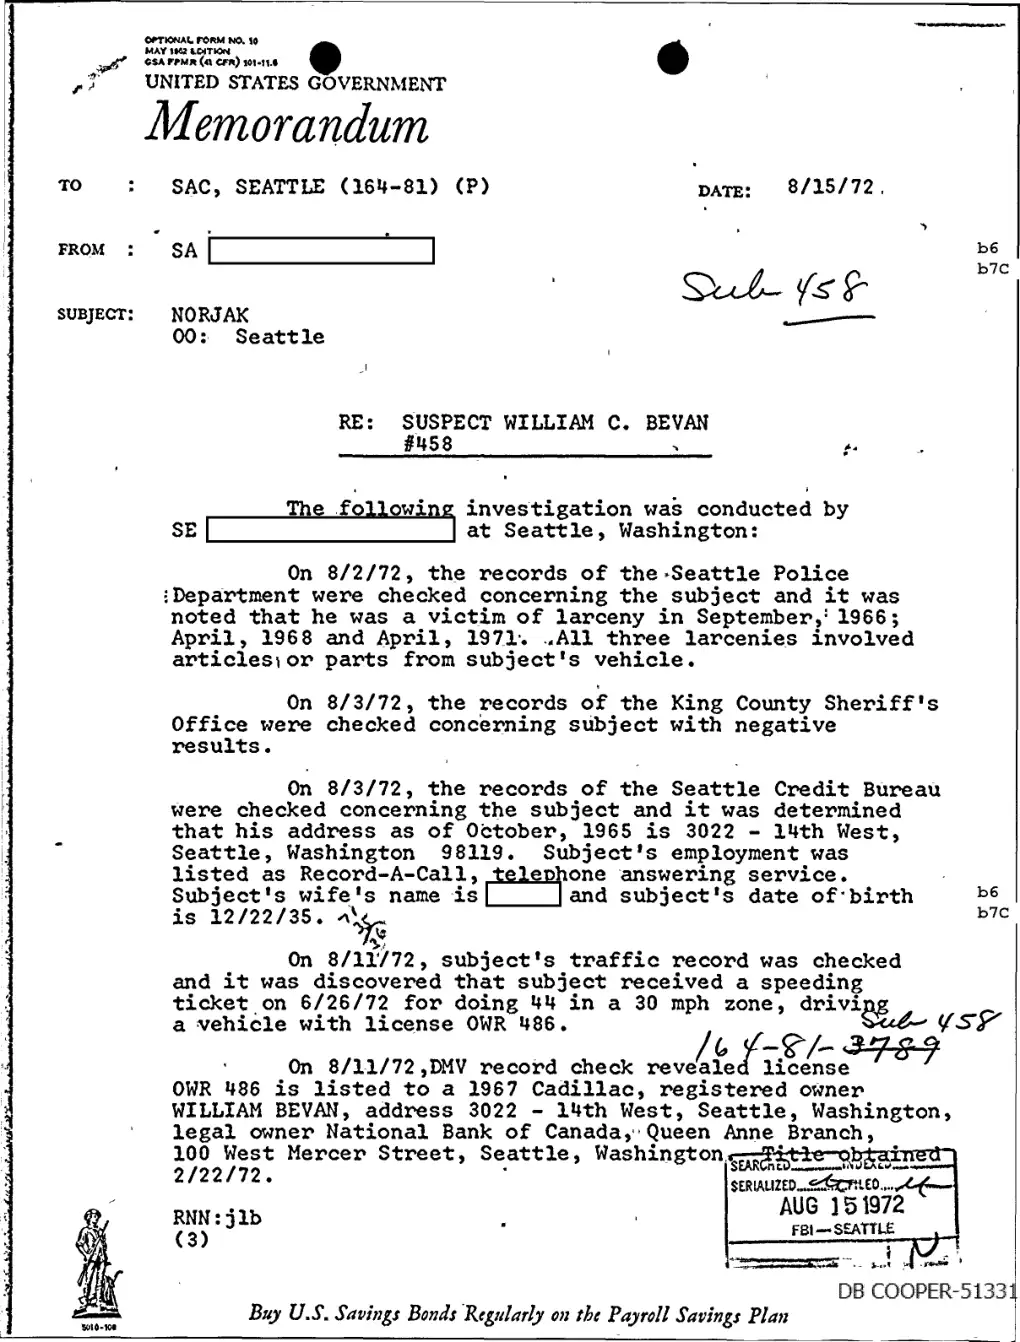 OPTIONAL FORM NO. 10
MAY 1962 EDITION
GSA FPMR (41 CFR) 101-11.6
UNITED STATES GOVERNMENT
Memorandum
TO : SAC, SEATTLE (164-81) (P) DATE: 8/15/72
FROM : SA b6
b7C
Sub 458
SUBJECT: NORJAK
OO: Seattle
RE: SUSPECT WILLIAM C. BEVAN
#458
The following investigation was conducted by
SE at Seattle, Washington:
On 8/2/72, the records of the Seattle Police
Department were checked concerning the subject and it was
noted that he was a victim of larceny in September, 1966;
April, 1968 and April, 1971. All three larcenies involved
articles or parts from subject's vehicle.
On 8/3/72, the records of the King County Sheriff's
Office were checked concerning subject with negative
results.
On 8/3/72, the records of the Seattle Credit Bureau
were checked concerning the subject and it was determined
that his address as of October, 1965 is 3022 - 14th West,
Seattle, Washington 98119. Subject's employment was
listed as Record-A-Call, telephone answering service.
Subject's wife's name is and subject's date of birth b6
is 12/22/35. b7C
On 8/11/72, subject's traffic record was checked
and it was discovered that subject received a speeding
ticket on 6/26/72 for doing 44 in a 30 mph zone, driving
a vehicle with license OWR 486. Sub 458
164-81-3789
On 8/11/72, DMV record check revealed license
OWR 486 is listed to a 1967 Cadillac, registered owner
WILLIAM BEVAN, address 3022 - 14th West, Seattle, Washington,
legal owner National Bank of Canada, Queen Anne Branch,
100 West Mercer Street, Seattle, Washington. Title obtained
2/22/72.
SEARCHED INDEXED
SERIALIZED FILED
AUG 15 1972
FBI — SEATTLE
RNN:jlb
(3)
N
DB COOPER-51331
Buy U.S. Savings Bonds Regularly on the Payroll Savings Plan
5010-108